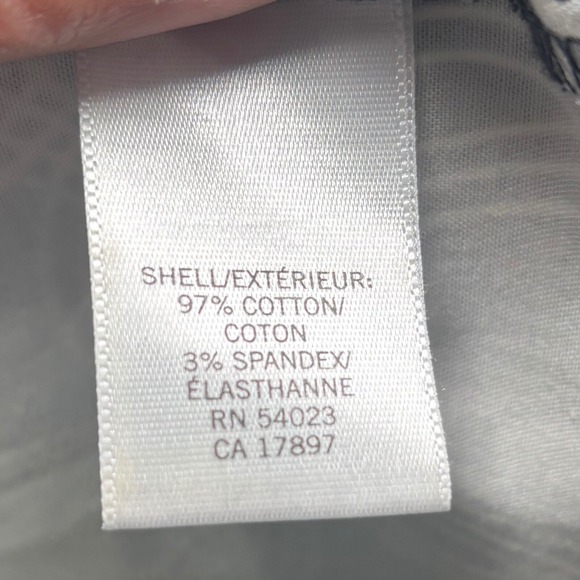 SHELL/EXTÉRIEUR:
97% COTTON/
COTON
3% SPANDEX/
ÉLASTHANNE
RN 54023
CA 17897